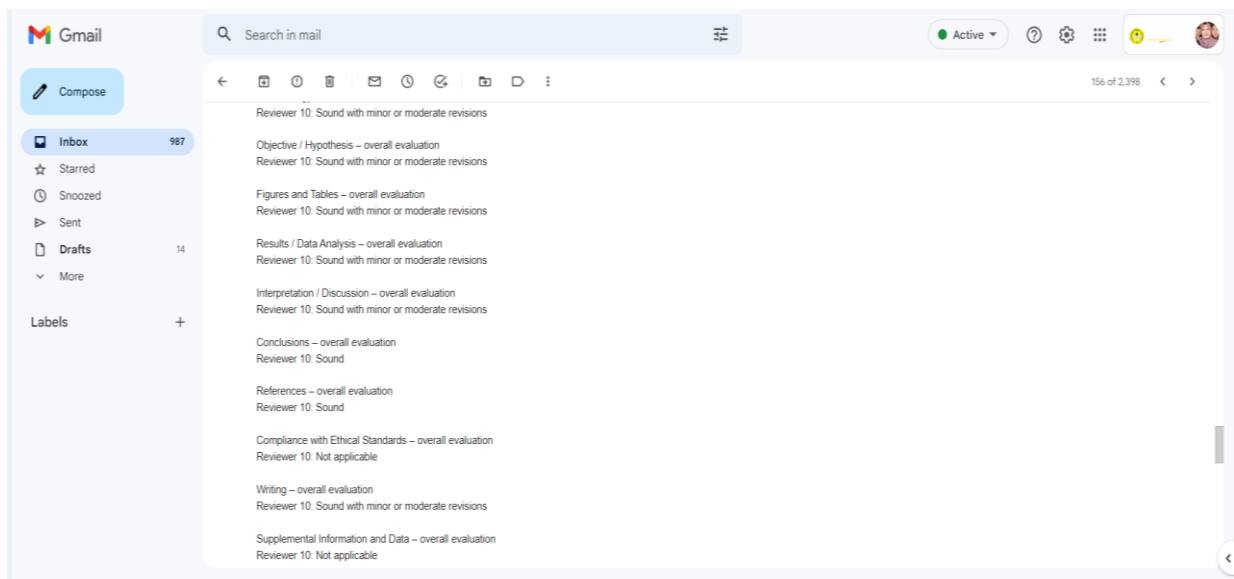 Gmail
Search in mail
Active
Compose
156 of 2,398
Inbox 987
Starred
Snoozed
Sent
Drafts 14
More
Labels
Reviewer 10: Sound with minor or moderate revisions
Objective / Hypothesis – overall evaluation
Reviewer 10: Sound with minor or moderate revisions
Figures and Tables – overall evaluation
Reviewer 10: Sound with minor or moderate revisions
Results / Data Analysis – overall evaluation
Reviewer 10: Sound with minor or moderate revisions
Interpretation / Discussion – overall evaluation
Reviewer 10: Sound with minor or moderate revisions
Conclusions – overall evaluation
Reviewer 10: Sound
References – overall evaluation
Reviewer 10: Sound
Compliance with Ethical Standards – overall evaluation
Reviewer 10: Not applicable
Writing – overall evaluation
Reviewer 10: Sound with minor or moderate revisions
Supplemental Information and Data – overall evaluation
Reviewer 10: Not applicable